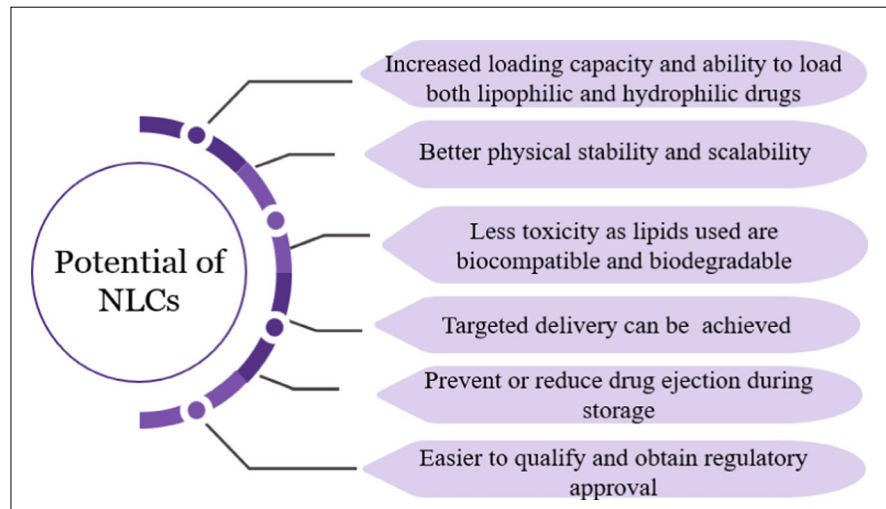 Potential of
NLCs
Increased loading capacity and ability to load
both lipophilic and hydrophilic drugs
Better physical stability and scalability
Less toxicity as lipids used are
biocompatible and biodegradable
Targeted delivery can be achieved
Prevent or reduce drug ejection during
storage
Easier to qualify and obtain regulatory
approval